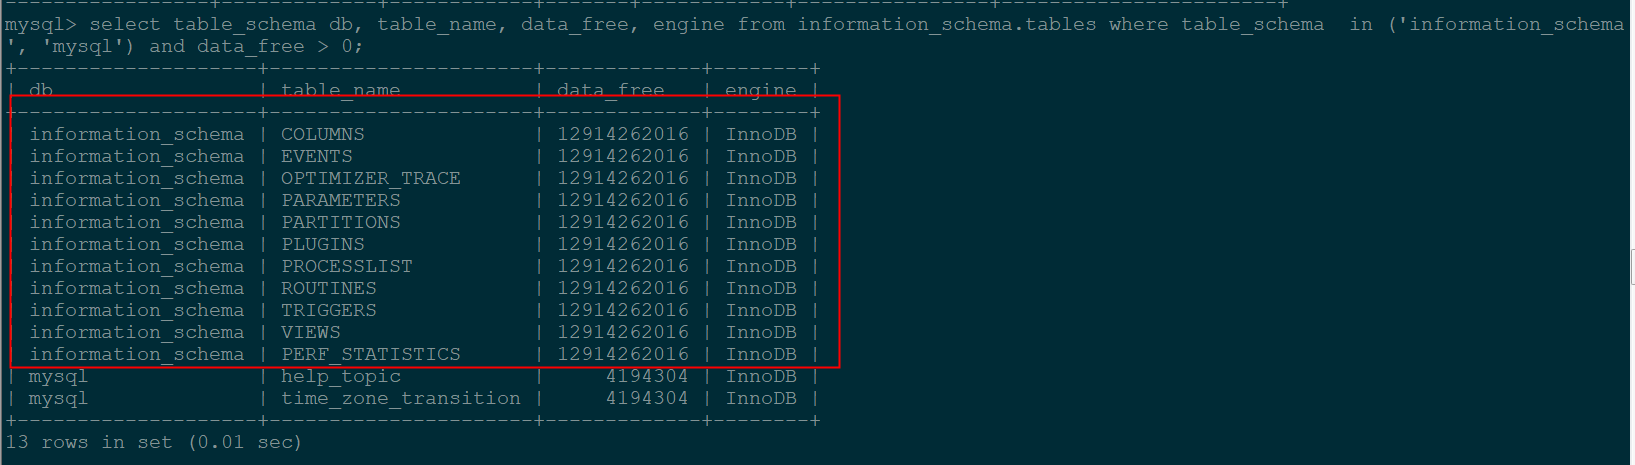 --------------------+--------------+--------------+-------+-------------+-----------------+-----------------------+
mysql> select table_schema db, table_name, data_free, engine from information_schema.tables where table_schema  in ('information_schema
', 'mysql') and data_free > 0;
+--------------------+----------------------+-------------+--------+
| db                 | table_name           | data_free   | engine |
+--------------------+----------------------+-------------+--------+
| information_schema | COLUMNS              | 12914262016 | InnoDB |
| information_schema | EVENTS               | 12914262016 | InnoDB |
| information_schema | OPTIMIZER_TRACE      | 12914262016 | InnoDB |
| information_schema | PARAMETERS           | 12914262016 | InnoDB |
| information_schema | PARTITIONS           | 12914262016 | InnoDB |
| information_schema | PLUGINS              | 12914262016 | InnoDB |
| information_schema | PROCESSLIST          | 12914262016 | InnoDB |
| information_schema | ROUTINES             | 12914262016 | InnoDB |
| information_schema | TRIGGERS             | 12914262016 | InnoDB |
| information_schema | VIEWS                | 12914262016 | InnoDB |
| information_schema | PERF_STATISTICS      | 12914262016 | InnoDB |
| mysql              | help_topic           |     4194304 | InnoDB |
| mysql              | time_zone_transition |     4194304 | InnoDB |
+--------------------+----------------------+-------------+--------+
13 rows in set (0.01 sec)